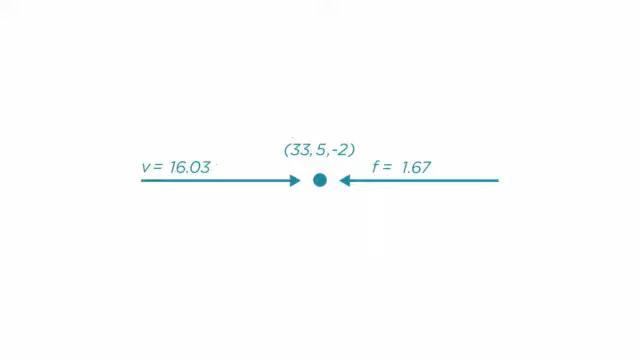 (33, 5, -2)
v = 16.03
f = 1.67